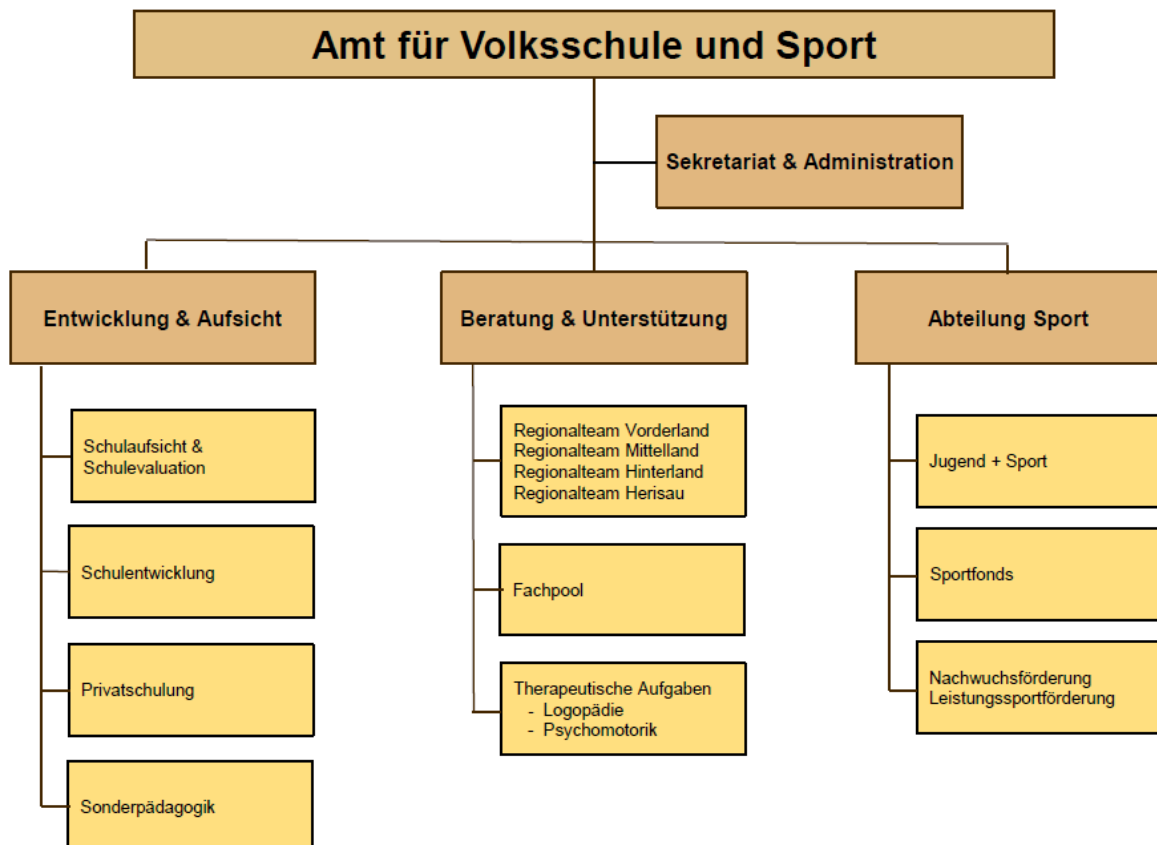 Amt für Volksschule und Sport
Sekretariat & Administration
Entwicklung & Aufsicht
Schulaufsicht &
Schulevaluation
Schulentwicklung
Privatschulung
Sonderpädagogik
Beratung & Unterstützung
Regionalteam Vorderland
Regionalteam Mittelland
Regionalteam Hinterland
Regionalteam Herisau
Fachpool
Therapeutische Aufgaben
- Logopädie
- Psychomotorik
Abteilung Sport
Jugend + Sport
Sportfonds
Nachwuchsförderung
Leistungssportförderung